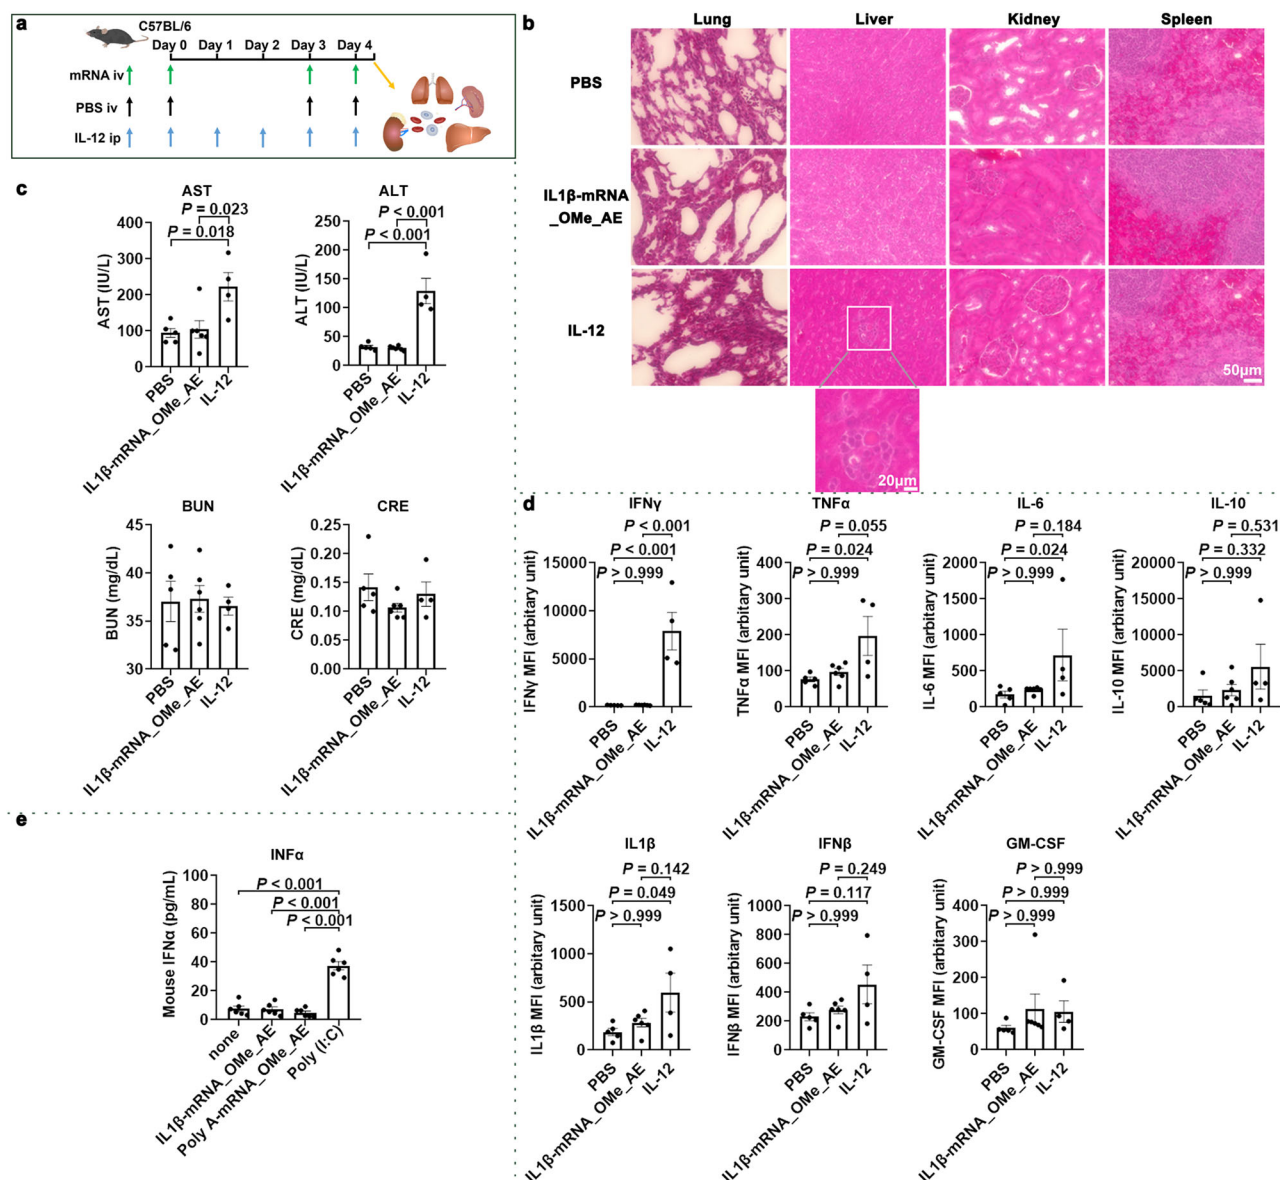 a
C57BL/6
Day 0 Day 1 Day 2 Day 3 Day 4
mRNA iv
PBS iv
IL-12 ip
b
Lung Liver Kidney Spleen
PBS
IL1β-mRNA
_OMe_AE
IL-12
50μm
20μm
c
AST
P = 0.023
P = 0.018
AST (IU/L)
400
300
200
100
0
PBS
IL1β-mRNA_OMe_AE
IL-12
ALT
P < 0.001
P < 0.001
ALT (IU/L)
250
200
150
100
50
0
PBS
IL1β-mRNA_OMe_AE
IL-12
BUN
BUN (mg/dL)
45
40
35
30
PBS
IL1β-mRNA_OMe_AE
IL-12
CRE
CRE (mg/dL)
0.25
0.20
0.15
0.10
0.05
0.00
PBS
IL1β-mRNA_OMe_AE
IL-12
d
IFNγ
P < 0.001
P < 0.001
P > 0.999
IFNγ MFI (arbitary unit)
15000
10000
5000
PBS
IL1β-mRNA_OMe_AE
IL-12
TNFα
P = 0.055
P = 0.024
P > 0.999
TNFα MFI (arbitary unit)
400
300
200
100
0
PBS
IL1β-mRNA_OMe_AE
IL-12
IL-6
P = 0.184
P = 0.024
P > 0.999
IL-6 MFI (arbitary unit)
2000
1500
1000
500
0
PBS
IL1β-mRNA_OMe_AE
IL-12
IL-10
P = 0.531
P = 0.332
P > 0.999
IL-10 MFI (arbitary unit)
20000
15000
10000
5000
0
PBS
IL1β-mRNA_OMe_AE
IL-12
IL1β
P = 0.142
P = 0.049
P > 0.999
IL1β MFI (arbitary unit)
1500
1000
500
0
PBS
IL1β-mRNA_OMe_AE
IL-12
IFNβ
P = 0.249
P = 0.117
P > 0.999
IFNβ MFI (arbitary unit)
1000
800
600
400
200
0
PBS
IL1β-mRNA_OMe_AE
IL-12
GM-CSF
P > 0.999
P > 0.999
P > 0.999
GM-CSF MFI (arbitary unit)
400
300
200
100
0
PBS
IL1β-mRNA_OMe_AE
IL-12
e
INFα
P < 0.001
P < 0.001
P < 0.001
Mouse IFNα (pg/mL)
100
80
60
40
20
0
none
IL1β-mRNA_OMe_AE
Poly A-mRNA_OMe_AE
Poly (I:C)